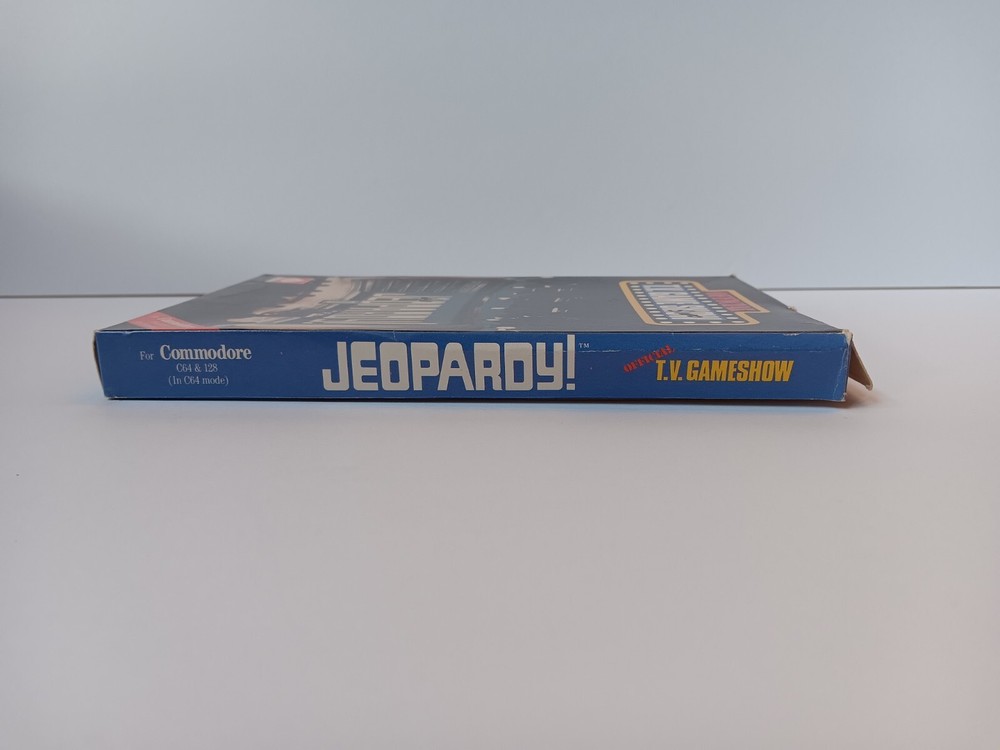 For Commodore
C64 & 128
(In C64 mode)
JEOPARDY!™
OFFICIAL
T.V. GAMESHOW